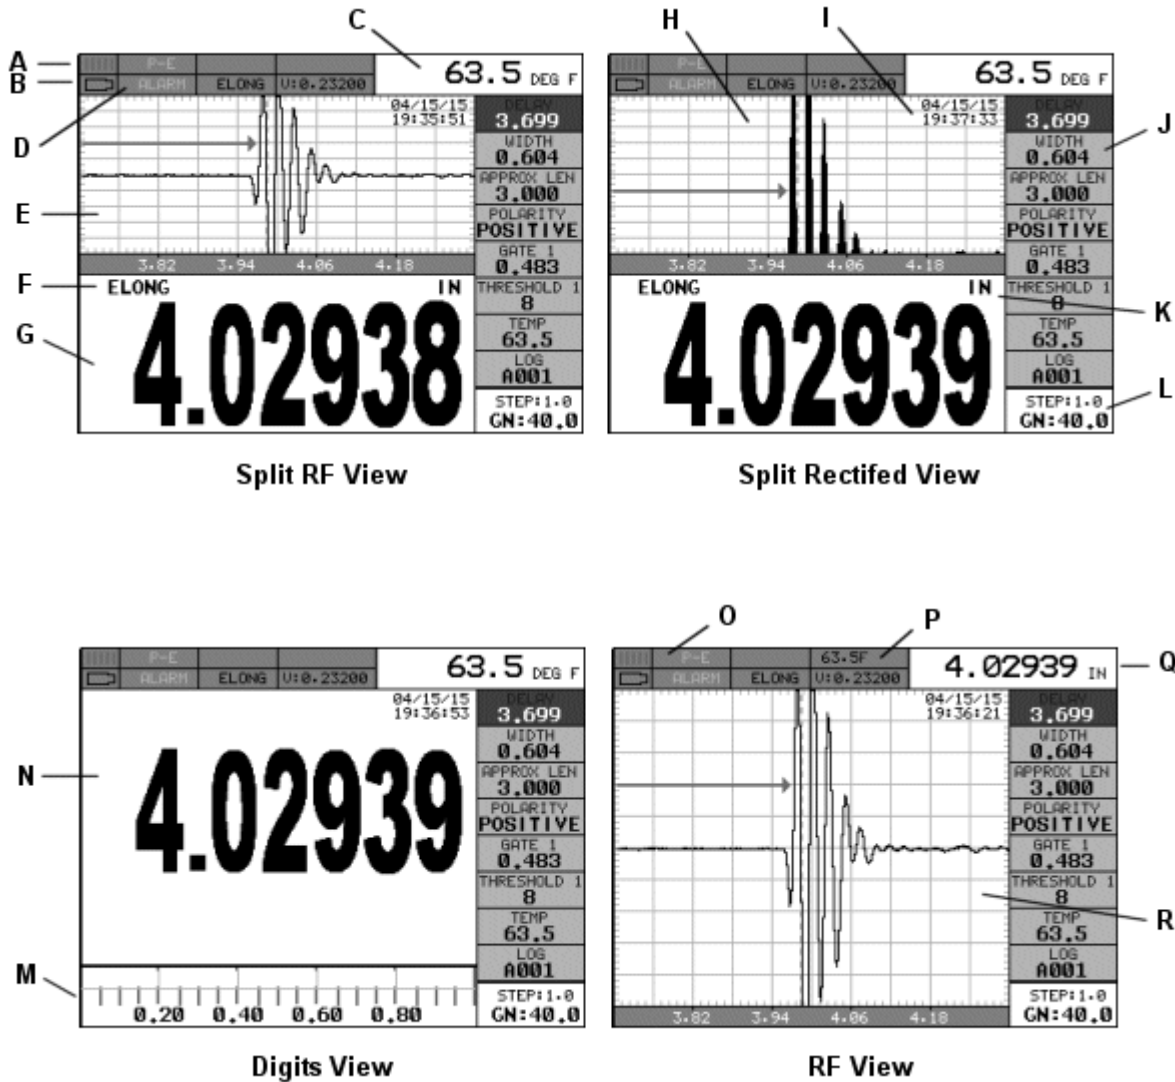 H I
C
A P-E 63.5 DEG F P-E 63.5 DEG F
B ALARM ELONG V:0.23200 ALARM ELONG V:0.23200
04/15/15 DELAY 04/15/15 DELAY
19:35:51 3.699 19:37:33 3.699
D WIDTH WIDTH J
0.604 0.604
APPROX LEN APPROX LEN
3.000 3.000
E POLARITY POLARITY
POSITIVE POSITIVE
GATE 1 GATE 1
3.82 3.94 4.06 4.18 0.483 3.82 3.94 4.06 4.18 0.483
F ELONG IN THRESHOLD 1 ELONG IN THRESHOLD 1
8 8 K
G 4.02938 TEMP 4.02939 TEMP
63.5 63.5
LOG LOG
A001 A001
STEP:1.0 STEP:1.0 L
GN:40.0 GN:40.0
Split RF View Split Rectifed View
O P
P-E 63.5 DEG F P-E 63.5F 4.02939 IN Q
ALARM ELONG V:0.23200 ALARM ELONG V:0.23200
04/15/15 DELAY 04/15/15 DELAY
19:36:53 3.699 19:36:21 3.699
WIDTH WIDTH
0.604 0.604
N 4.02939 APPROX LEN APPROX LEN
3.000 3.000
POLARITY POLARITY
POSITIVE POSITIVE
GATE 1 GATE 1
0.483 0.483
THRESHOLD 1 THRESHOLD 1
8 8 R
TEMP TEMP
63.5 63.5
LOG LOG
A001 A001
M STEP:1.0 STEP:1.0
0.20 0.40 0.60 0.80 GN:40.0 3.82 3.94 4.06 4.18 GN:40.0
Digits View RF View